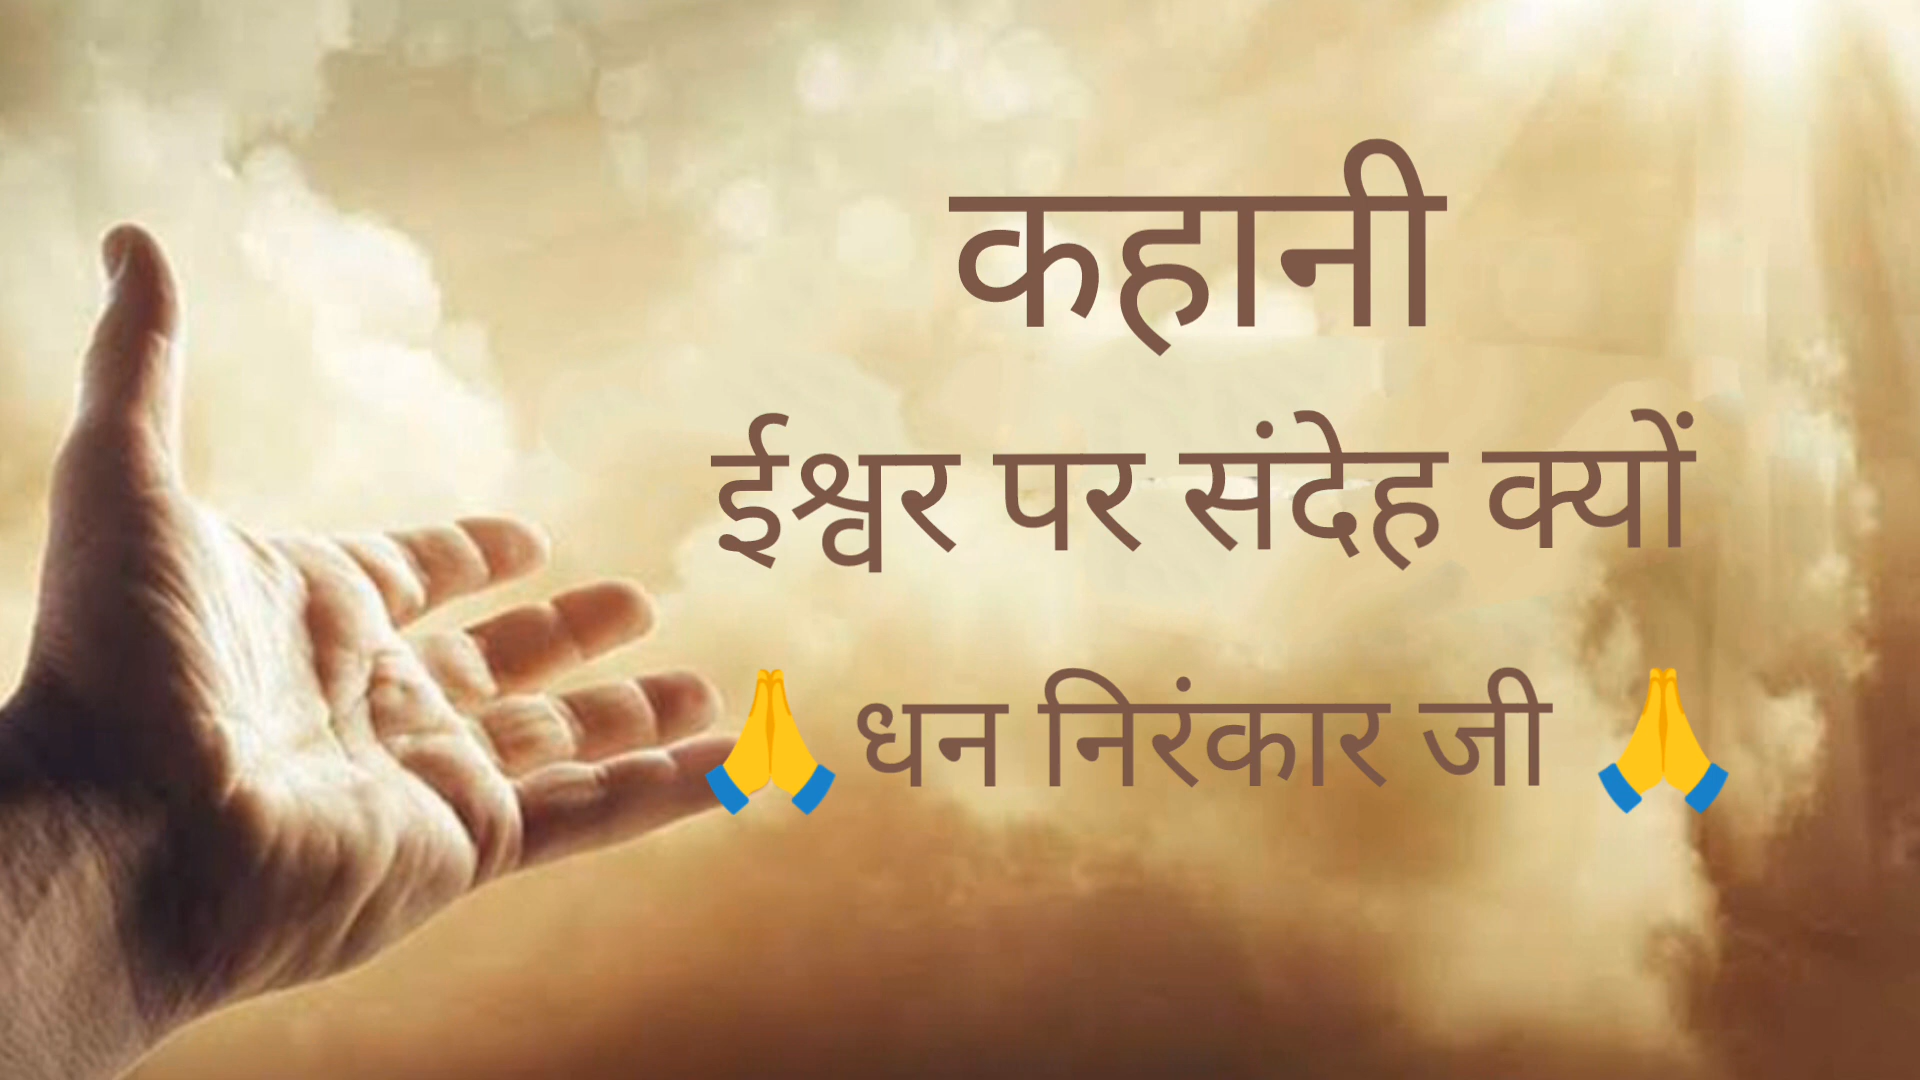 कहानी
ईश्वर पर संदेह क्यों
🙏धन निरंकार जी 🙏